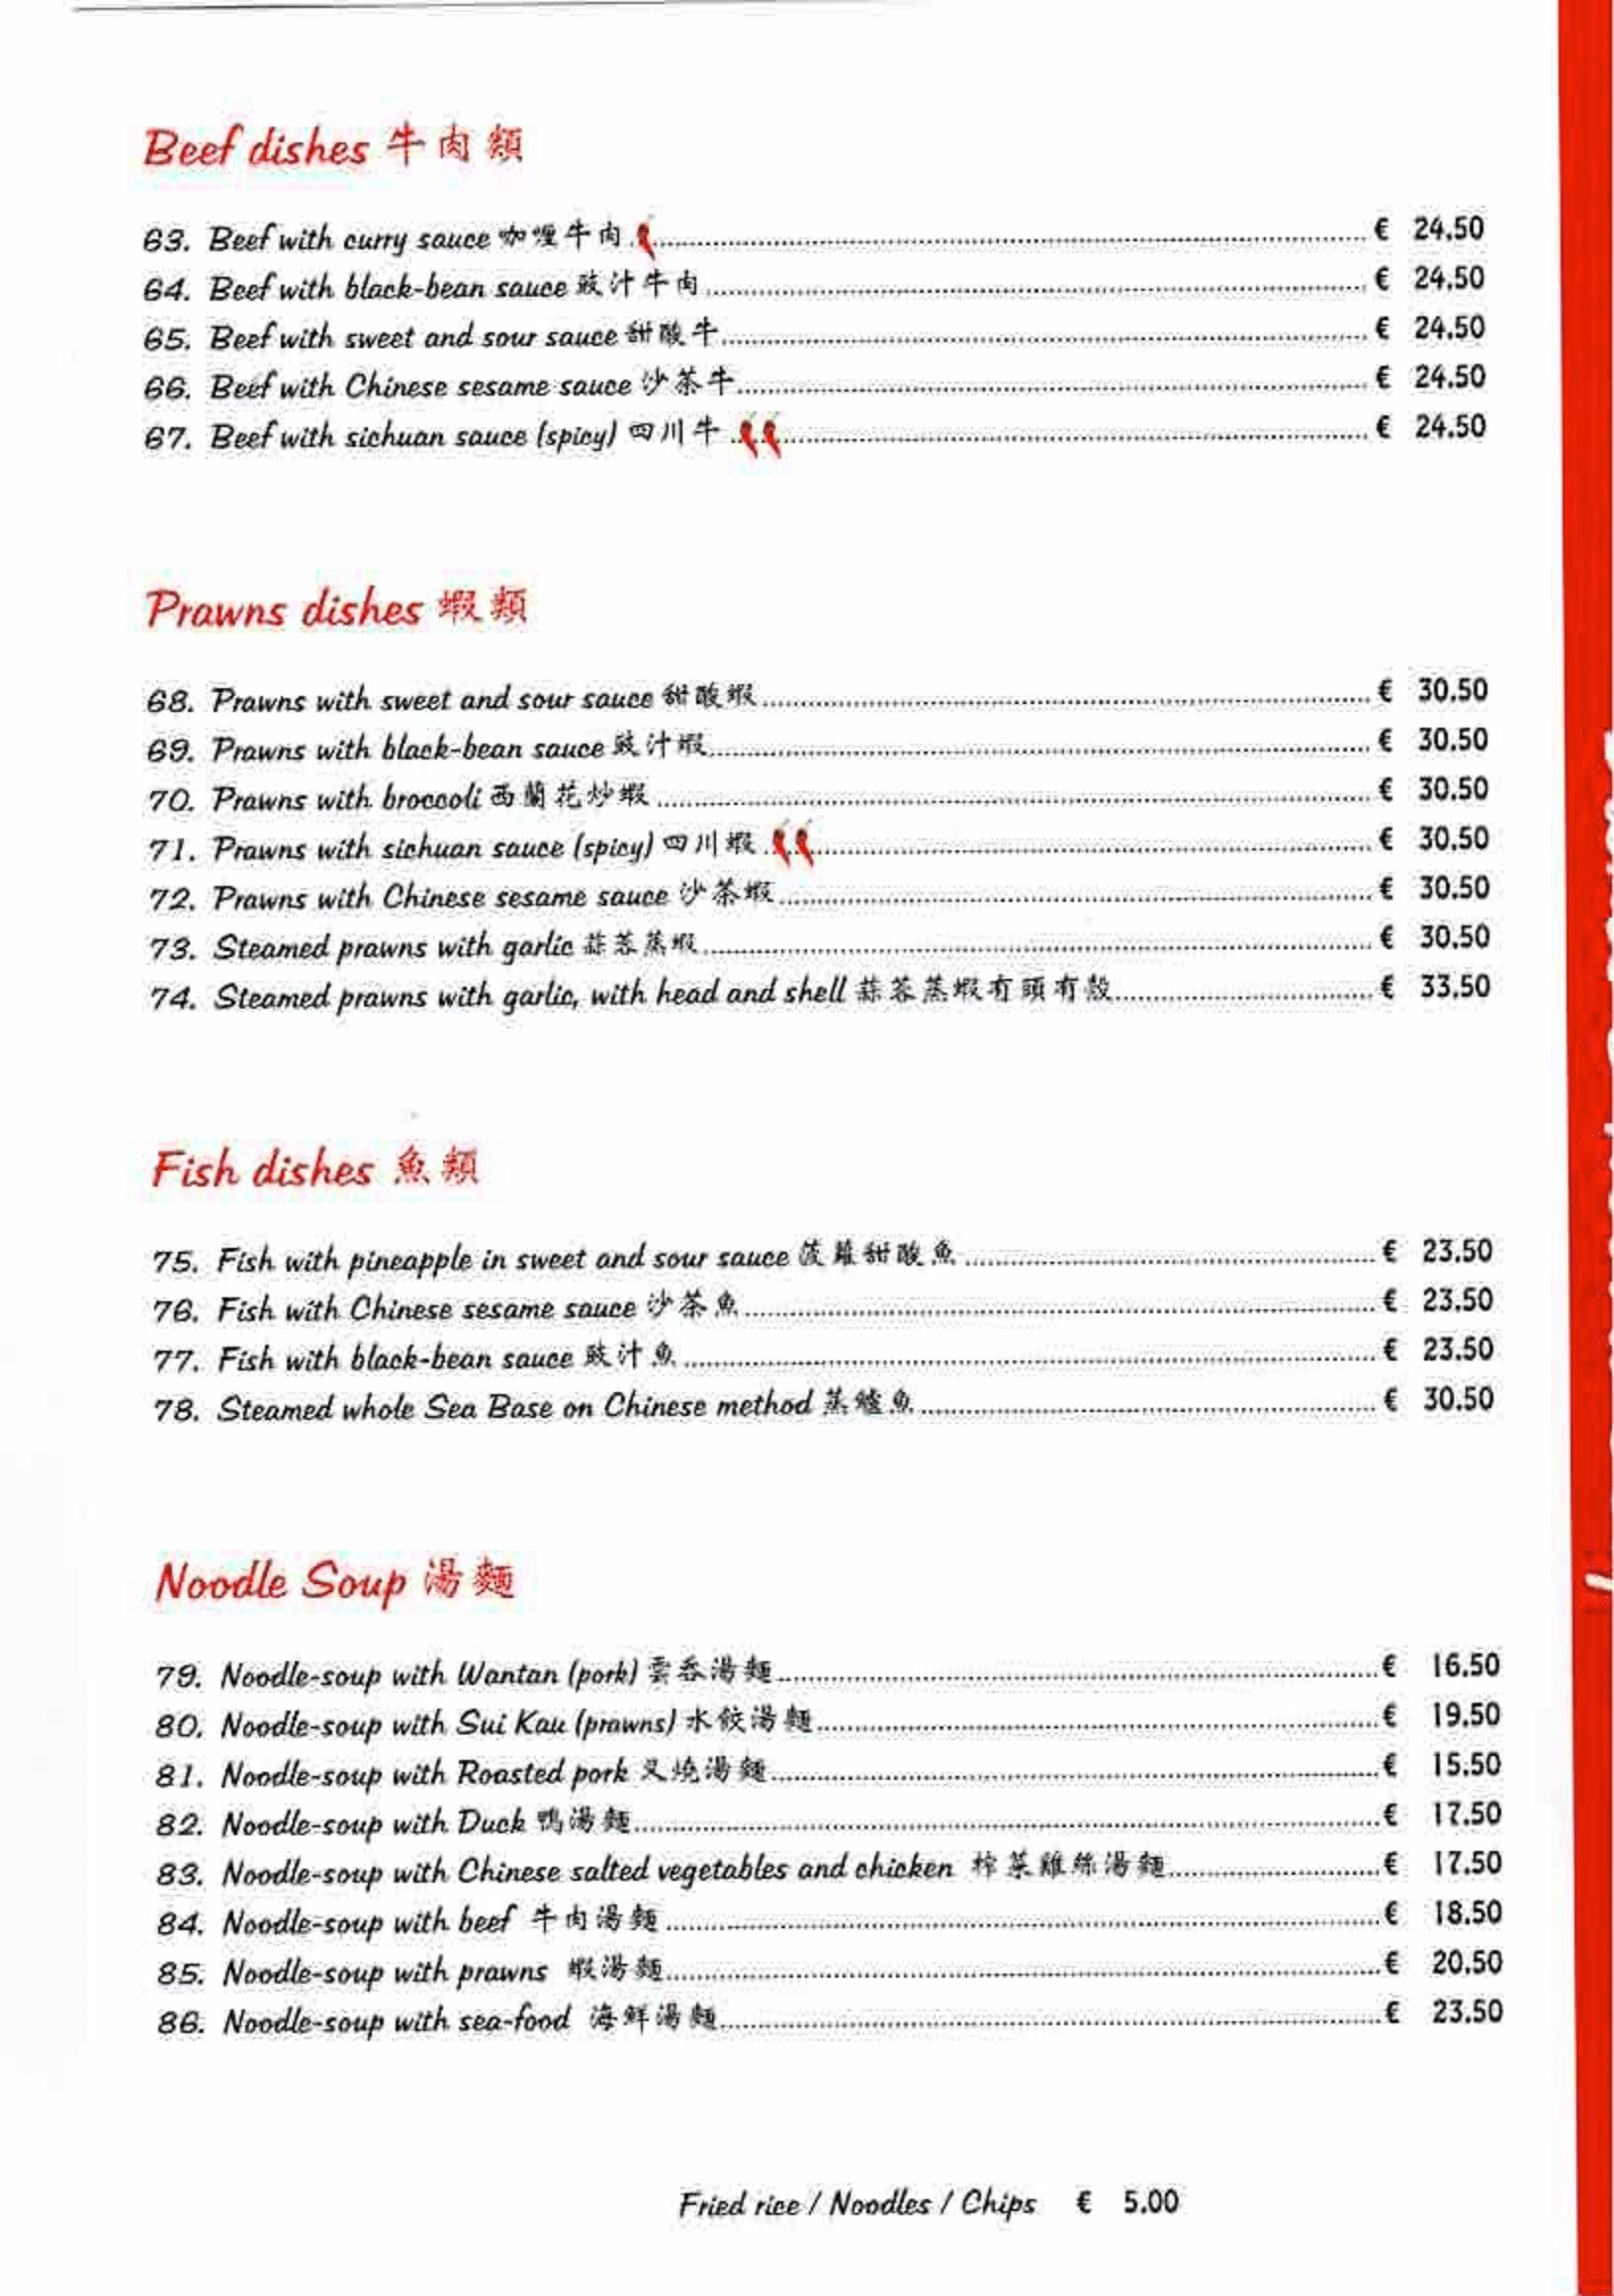 Beef dishes 牛肉類
63. Beef with curry sauce 咖喱牛肉 € 24.50
64. Beef with black-bean sauce 豉汁牛肉 € 24.50
65. Beef with sweet and sour sauce 甜酸牛 € 24.50
66. Beef with Chinese sesame sauce 沙茶牛 € 24.50
67. Beef with sichuan sauce (spicy) 四川牛 € 24.50
Prawns dishes 蝦類
68. Prawns with sweet and sour sauce 甜酸蝦 € 30.50
69. Prawns with black-bean sauce 豉汁蝦 € 30.50
70. Prawns with broccoli 西蘭花炒蝦 € 30.50
71. Prawns with sichuan sauce (spicy) 四川蝦 € 30.50
72. Prawns with Chinese sesame sauce 沙茶蝦 € 30.50
73. Steamed prawns with garlic 蒜蓉蒸蝦 € 30.50
74. Steamed prawns with garlic, with head and shell 蒜蓉蒸蝦有頭有殼 € 33.50
Fish dishes 魚類
75. Fish with pineapple in sweet and sour sauce 菠蘿甜酸魚 € 23.50
76. Fish with Chinese sesame sauce 沙茶魚 € 23.50
77. Fish with black-bean sauce 豉汁魚 € 23.50
78. Steamed whole Sea Base on Chinese method 蒸鱸魚 € 30.50
Noodle Soup 湯麵
79. Noodle-soup with Wantan (pork) 雲吞湯麵 € 16.50
80. Noodle-soup with Sui Kau (prawns) 水餃湯麵 € 19.50
81. Noodle-soup with Roasted pork 叉燒湯麵 € 15.50
82. Noodle-soup with Duck 鴨湯麵 € 17.50
83. Noodle-soup with Chinese salted vegetables and chicken 榨菜雞絲湯麵 € 17.50
84. Noodle-soup with beef 牛肉湯麵 € 18.50
85. Noodle-soup with prawns 蝦湯麵 € 20.50
86. Noodle-soup with sea-food 海鮮湯麵 € 23.50
Fried rice / Noodles / Chips € 5.00